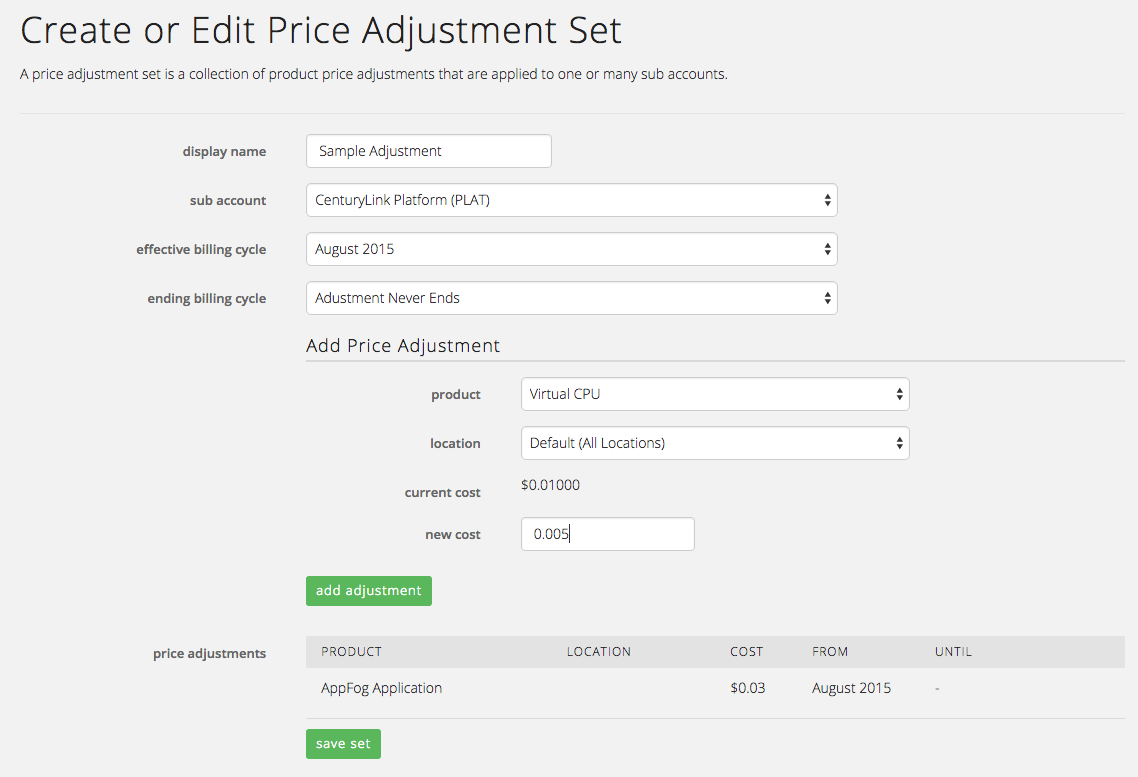 Create or Edit Price Adjustment Set
A price adjustment set is a collection of product price adjustments that are applied to one or many sub accounts.
display name Sample Adjustment
sub account CenturyLink Platform (PLAT)
effective billing cycle August 2015
ending billing cycle Adustment Never Ends
Add Price Adjustment
product Virtual CPU
location Default (All Locations)
current cost $0.01000
new cost 0.005
add adjustment
price adjustments PRODUCT LOCATION COST FROM UNTIL
AppFog Application $0.03 August 2015 -
save set